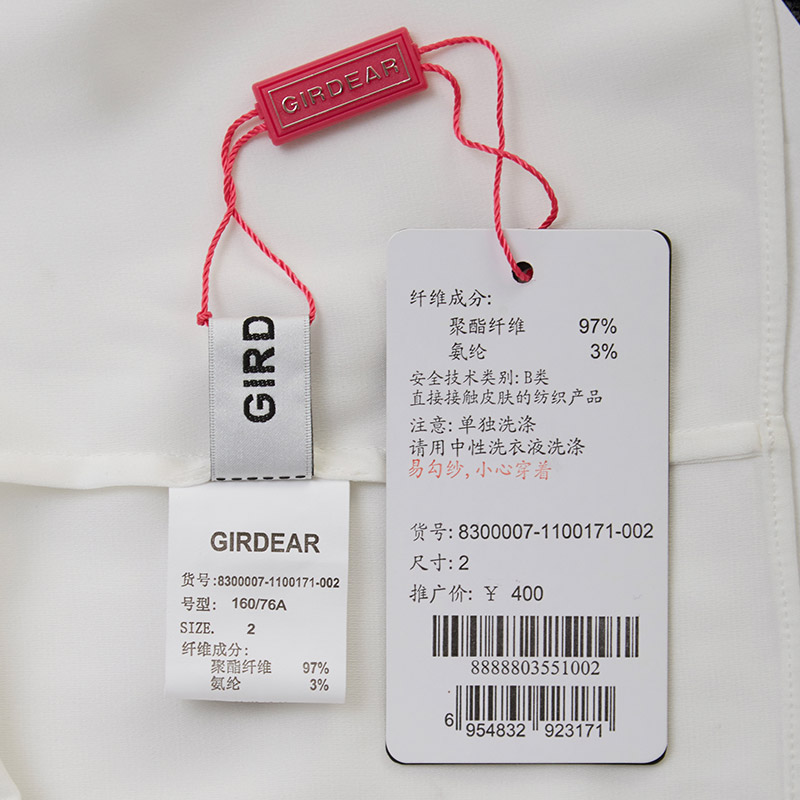 GIRDEAR
GIRD
纤维成分:
聚酯纤维 97%
氨纶 3%
安全技术类别: B类
直接接触皮肤的纺织产品
注意: 单独洗涤
请用中性洗衣液洗涤
易勾纱, 小心穿着
货号: 8300007-1100171-002
尺寸: 2
推广价: ¥ 400
8888803551002
6 954832 923171
GIRDEAR
货号:8300007-1100171-002
号型: 160/76A
SIZE. 2
纤维成分:
聚酯纤维 97%
氨纶 3%